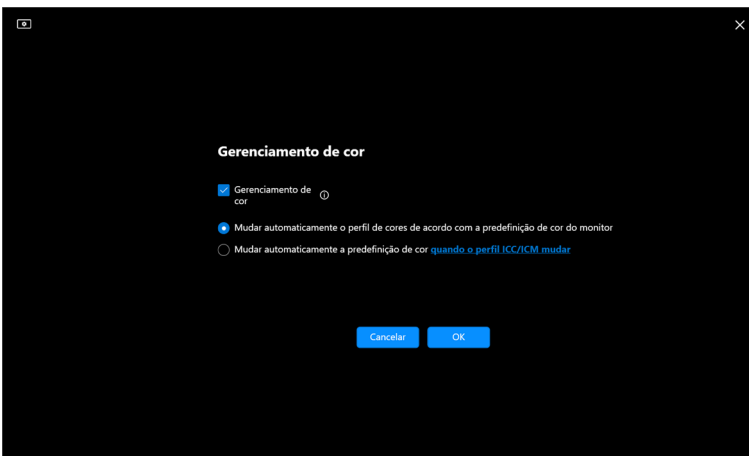 Gerenciamento de cor
Gerenciamento de
cor
Mudar automaticamente o perfil de cores de acordo com a predefinição de cor do monitor
Mudar automaticamente a predefinição de cor quando o perfil ICC/ICM mudar
Cancelar
OK